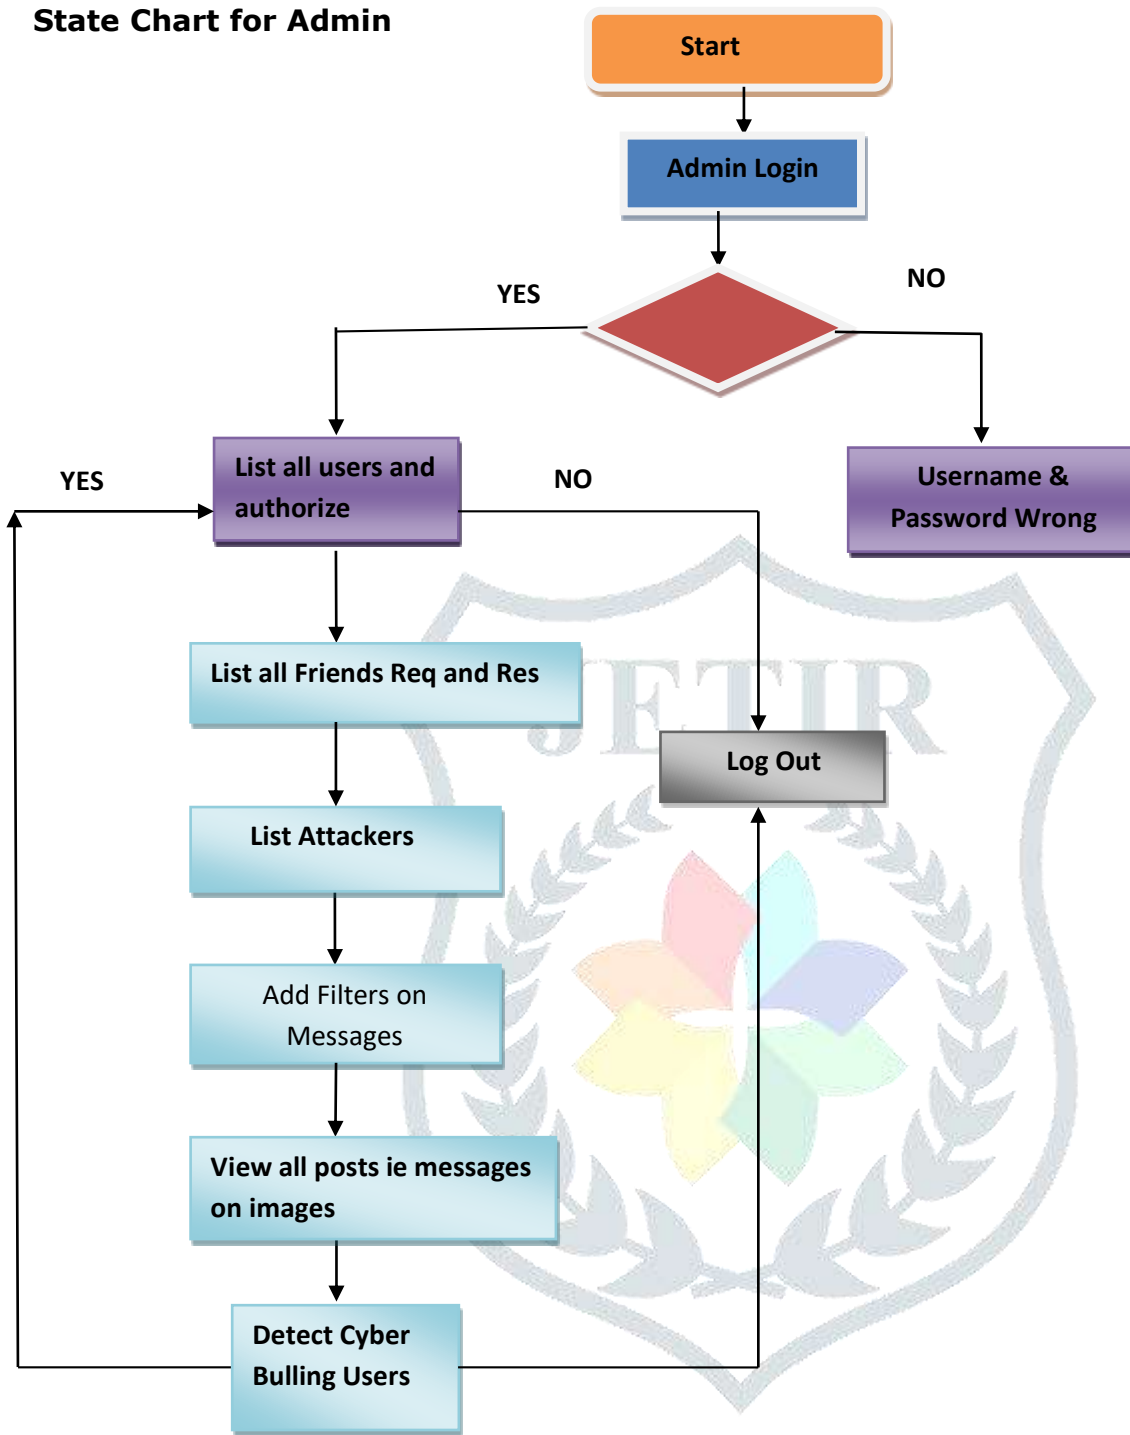 State Chart for Admin
Start
Admin Login
YES
NO
List all users and
authorize
YES
NO
Username &
Password Wrong
List all Friends Req and Res
JETIR
Log Out
List Attackers
Add Filters on
Messages
View all posts ie messages
on images
Detect Cyber
Bulling Users